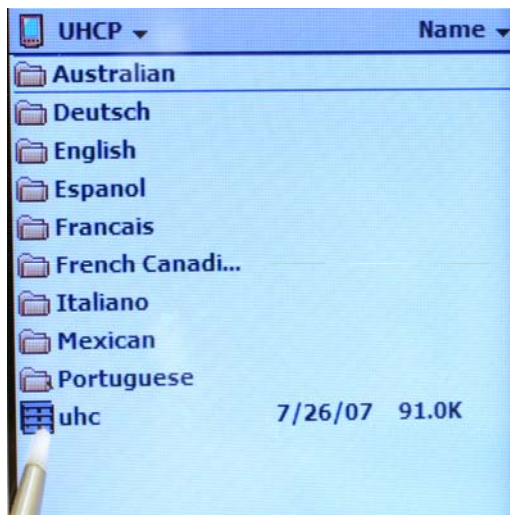 UHCP Name
Australian
Deutsch
English
Espanol
Francais
French Canadi...
Italiano
Mexican
Portuguese
uhc 7/26/07 91.0K